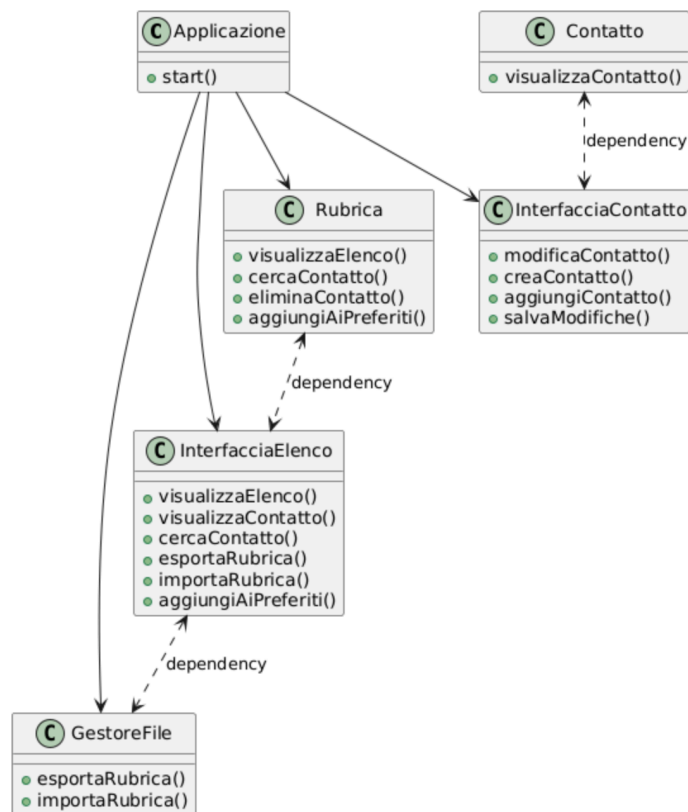 C Applicazione
start()
C Contatto
visualizzaContatto()
dependency
C Rubrica
visualizzaElenco()
cercaContatto()
eliminaContatto()
aggiungiAiPreferiti()
C InterfacciaContatto
modificaContatto()
creaContatto()
aggiungiContatto()
salvaModifiche()
dependency
C InterfacciaElenco
visualizzaElenco()
visualizzaContatto()
cercaContatto()
esportaRubrica()
importaRubrica()
aggiungiAiPreferiti()
dependency
C GestoreFile
esportaRubrica()
importaRubrica()